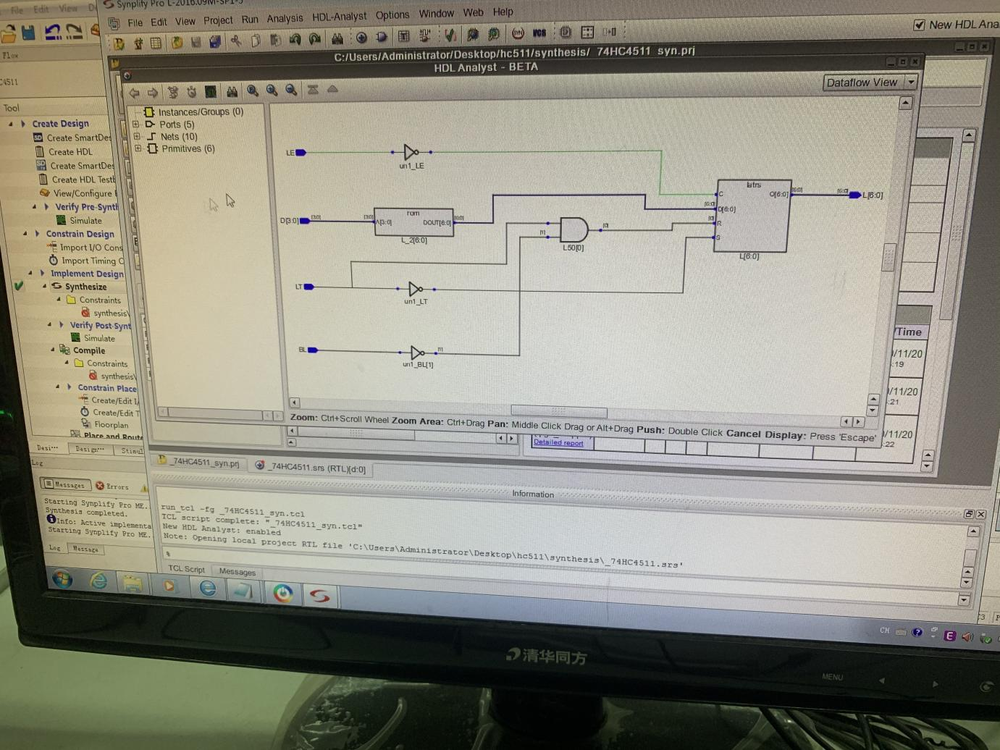 Synplify Pro L-2016.09M-SP1-5
File Edit View
File Edit View Project Run Analysis HDL-Analyst Options Window Web Help
New HDL Ana
C:/Users/Administrator/Desktop/hc511/synthesis/_74HC4511_syn.prj
HDL Analyst - BETA
Dataflow View
Flow
C4511
Tool
Create Design
Create SmartDes
Create HDL
Create SmartDes
Create HDL Testb
View/Configure
Verify Pre-Synth
Simulate
Constrain Design
Import I/O Cons
Import Timing C
Implement Design
Synthesize
Constraints
synthesis\
Verify Post-Synt
Simulate
Compile
Constraints
synthesis\
Constrain Place
Create/Edit I/
Create/Edit T
Floorplan
Place and Route
Desi... Design... Stimul
Instances/Groups (0)
Ports (5)
Nets (10)
Primitives (6)
LE
un1_LE
D[3:0]
[3:0]
[3:0]
rom
A[3:0]
DOUT[6:0]
[6:0]
L_2[6:0]
LT
un1_LT
BL
[1]
un1_BL[1]
[1]
[0]
L50[0]
latrs
C
[6:0]
D[6:0]
[0]
R
S
Q[6:0]
[6:0]
L[6:0]
[6:0]
L[6:0]
Zoom: Ctrl+Scroll Wheel Zoom Area: Ctrl+Drag Pan: Middle Click Drag or Alt+Drag Push: Double Click Cancel Display: Press 'Escape'
/Time
/11/20
:19
/11/20
:21
/11/20
:22
Detailed report
_74HC4511_syn.prj
_74HC4511.srs (RTL)[d:0]
Information
Log
Messages
Errors
Starting Synplify Pro ME.
Synthesis completed.
Info: Active implementa
Starting Synplify Pro ME.
Log Message
run_tcl -fg _74HC4511_syn.tcl
TCL script complete: "_74HC4511_syn.tcl"
New HDL Analyst: enabled
Note: Opening local project RTL file 'C:\Users\Administrator\Desktop\hc511\synthesis\_74HC4511.srs'
%
TCL Script
Messages
CH
清华同方
MENU